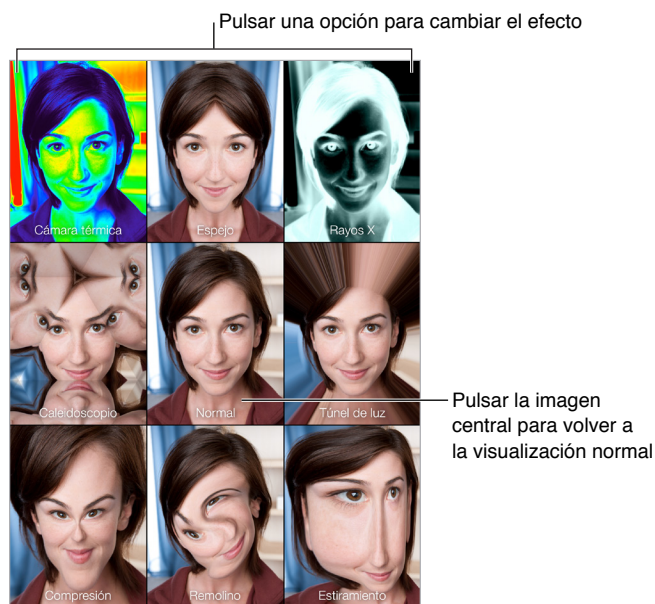 Pulsar una opción para cambiar el efecto
Cámara térmica
Espejo
Rayos X
Caleidoscopio
Normal
Túnel de luz
Pulsar la imagen
central para volver a
la visualización normal
Compresión
Remolino
Estiramiento